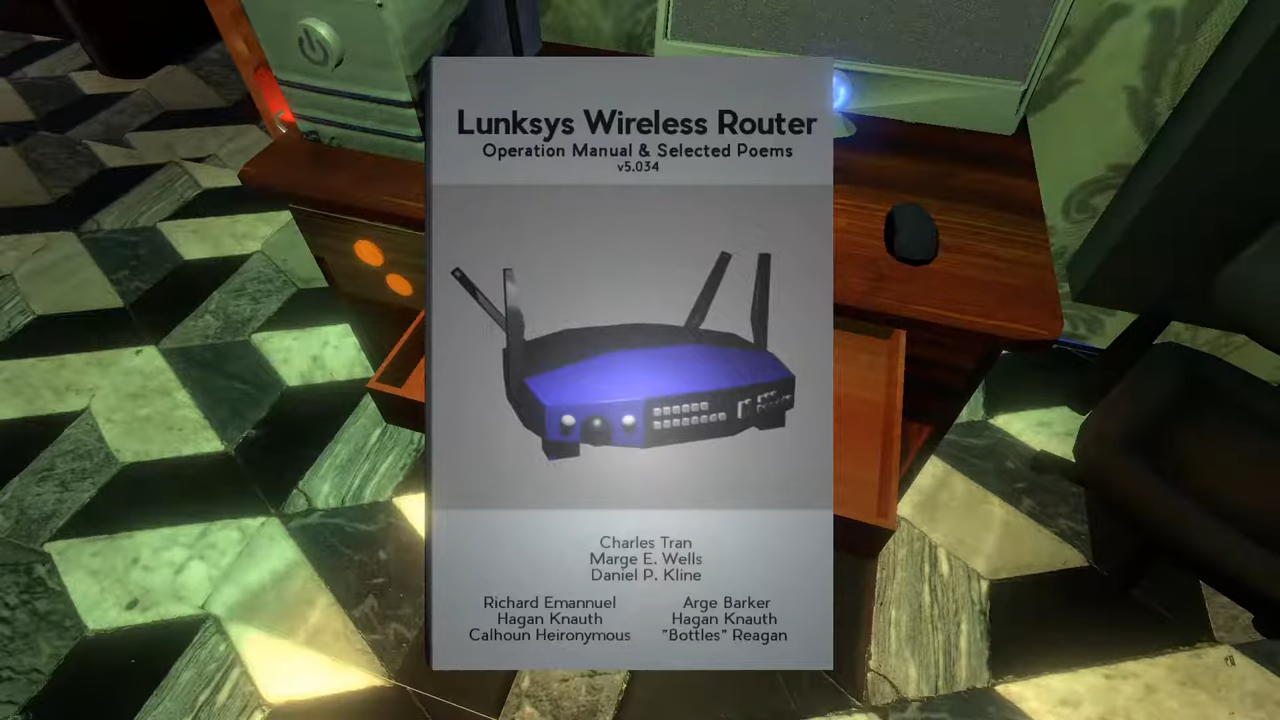 Lunksys Wireless Router
Operation Manual & Selected Poems
v5.034
Charles Tran
Marge E. Wells
Daniel P. Kline
Richard Emannuel
Hagan Knauth
Calhoun Heironymous
Arge Barker
Hagan Knauth
"Bottles" Reagan